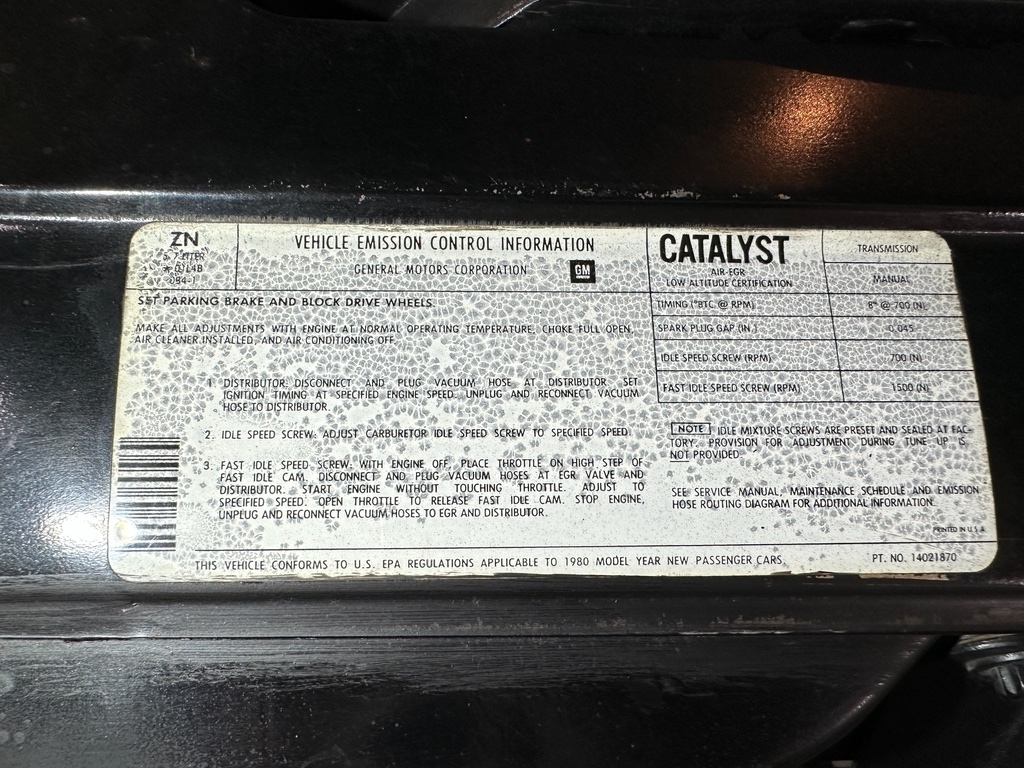 ZN
5.7 LITER
VEHICLE EMISSION CONTROL INFORMATION
GENERAL MOTORS CORPORATION
GM
CATALYST
AIR-EGR
LOW ALTITUDE CERTIFICATION
TRANSMISSION
MANUAL
TIMING (°BTC @ RPM) 8° @ 700 (N)
SPARK PLUG GAP (IN.) 0.045
IDLE SPEED SCREW (RPM) 700 (N)
FAST IDLE SPEED SCREW (RPM) 1500 (N)
SET PARKING BRAKE AND BLOCK DRIVE WHEELS
MAKE ALL ADJUSTMENTS WITH ENGINE AT NORMAL OPERATING TEMPERATURE, CHOKE FULL OPEN,
AIR CLEANER INSTALLED, AND AIR CONDITIONING OFF.
1. DISTRIBUTOR: DISCONNECT AND PLUG VACUUM HOSE AT DISTRIBUTOR. SET
IGNITION TIMING AT SPECIFIED ENGINE SPEED. UNPLUG AND RECONNECT VACUUM
HOSE TO DISTRIBUTOR.
2. IDLE SPEED SCREW: ADJUST CARBURETOR IDLE SPEED SCREW TO SPECIFIED SPEED.
3. FAST IDLE SPEED SCREW: WITH ENGINE OFF, PLACE THROTTLE ON HIGH STEP OF
FAST IDLE CAM. DISCONNECT AND PLUG VACUUM HOSES AT EGR VALVE AND
DISTRIBUTOR. START ENGINE WITHOUT TOUCHING THROTTLE. ADJUST TO
SPECIFIED SPEED. OPEN THROTTLE TO RELEASE FAST IDLE CAM. STOP ENGINE,
UNPLUG AND RECONNECT VACUUM HOSES TO EGR AND DISTRIBUTOR.
NOTE IDLE MIXTURE SCREWS ARE PRESET AND SEALED AT FAC-
TORY. PROVISION FOR ADJUSTMENT DURING TUNE UP IS
NOT PROVIDED.
SEE SERVICE MANUAL, MAINTENANCE SCHEDULE AND EMISSION
HOSE ROUTING DIAGRAM FOR ADDITIONAL INFORMATION.
PRINTED IN U.S.A.
THIS VEHICLE CONFORMS TO U.S. EPA REGULATIONS APPLICABLE TO 1980 MODEL YEAR NEW PASSENGER CARS.
PT. NO. 14021870